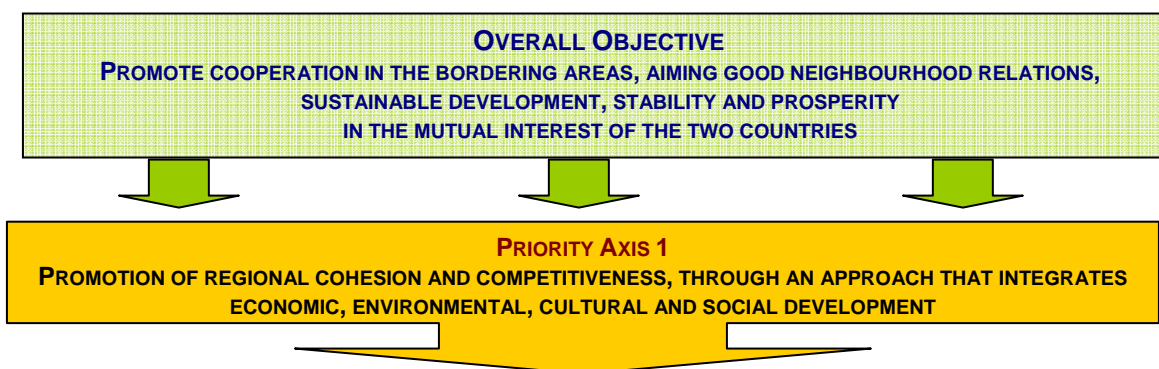 OVERALL OBJECTIVE
PROMOTE COOPERATION IN THE BORDERING AREAS, AIMING GOOD NEIGHBOURHOOD RELATIONS,
SUSTAINABLE DEVELOPMENT, STABILITY AND PROSPERITY
IN THE MUTUAL INTEREST OF THE TWO COUNTRIES
PRIORITY AXIS 1
PROMOTION OF REGIONAL COHESION AND COMPETITIVENESS, THROUGH AN APPROACH THAT INTEGRATES
ECONOMIC, ENVIRONMENTAL, CULTURAL AND SOCIAL DEVELOPMENT